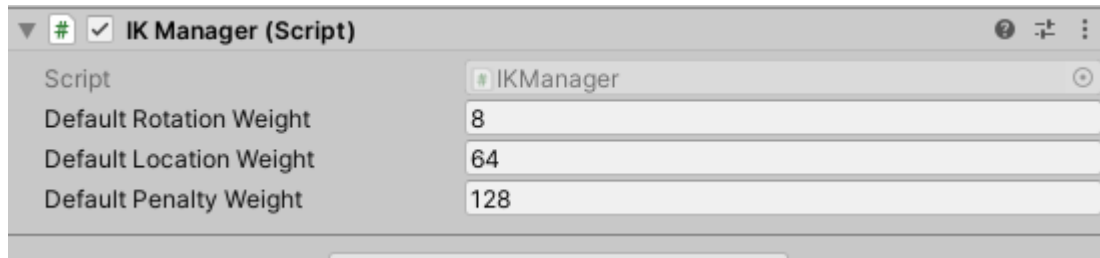 IK Manager (Script)
Script IKManager
Default Rotation Weight 8
Default Location Weight 64
Default Penalty Weight 128